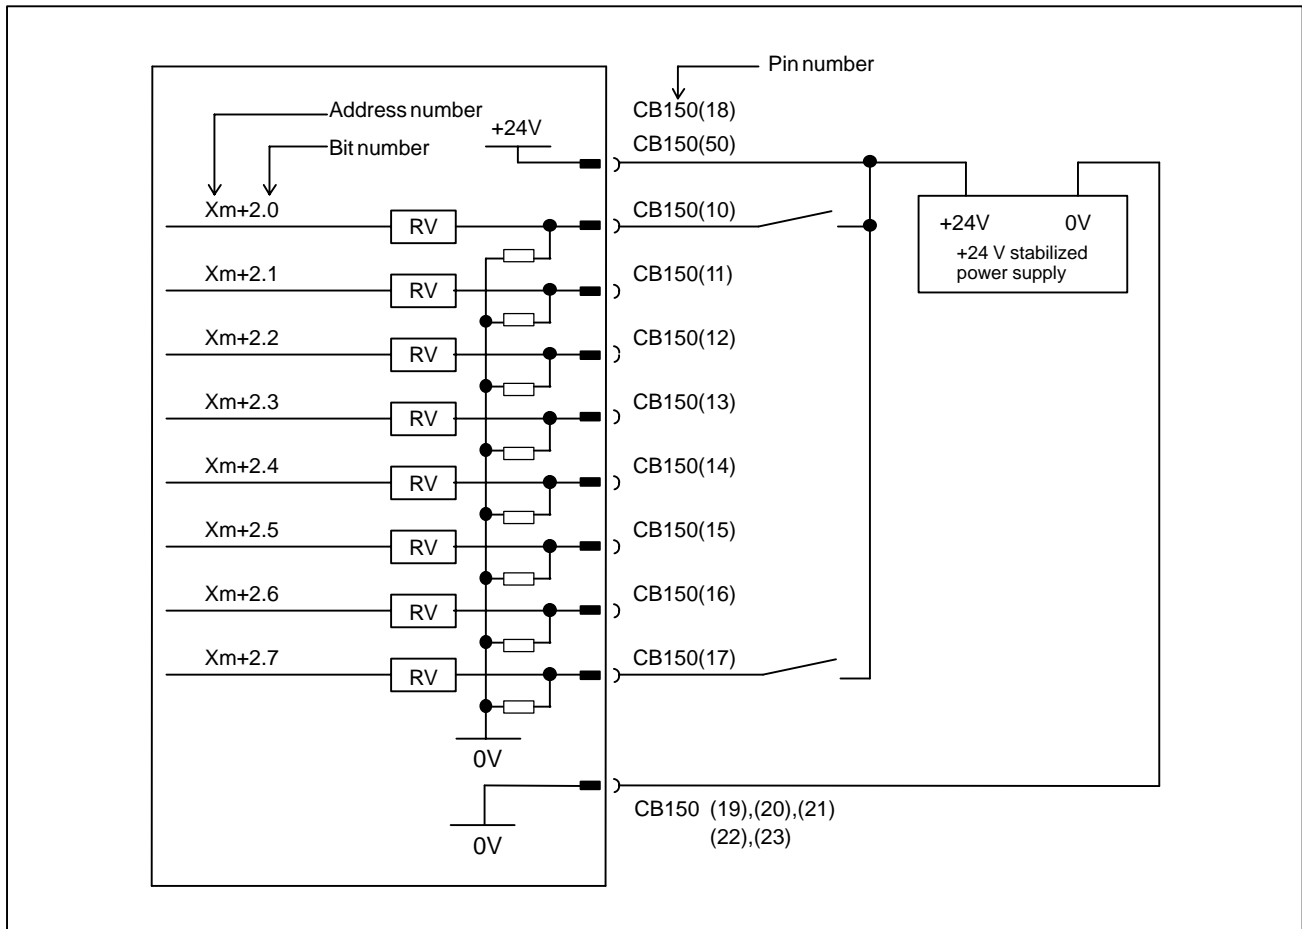 Pin number
Address number
CB150(18)
+24V
Bit number
CB150(50)
Xm+2.0
RV
CB150(10)
+24V
0V
+24 V stabilized
power supply
Xm+2.1
RV
CB150(11)
Xm+2.2
RV
CB150(12)
Xm+2.3
RV
CB150(13)
Xm+2.4
RV
CB150(14)
Xm+2.5
RV
CB150(15)
Xm+2.6
RV
CB150(16)
Xm+2.7
RV
CB150(17)
0V
CB150 (19),(20),(21)
(22),(23)
0V